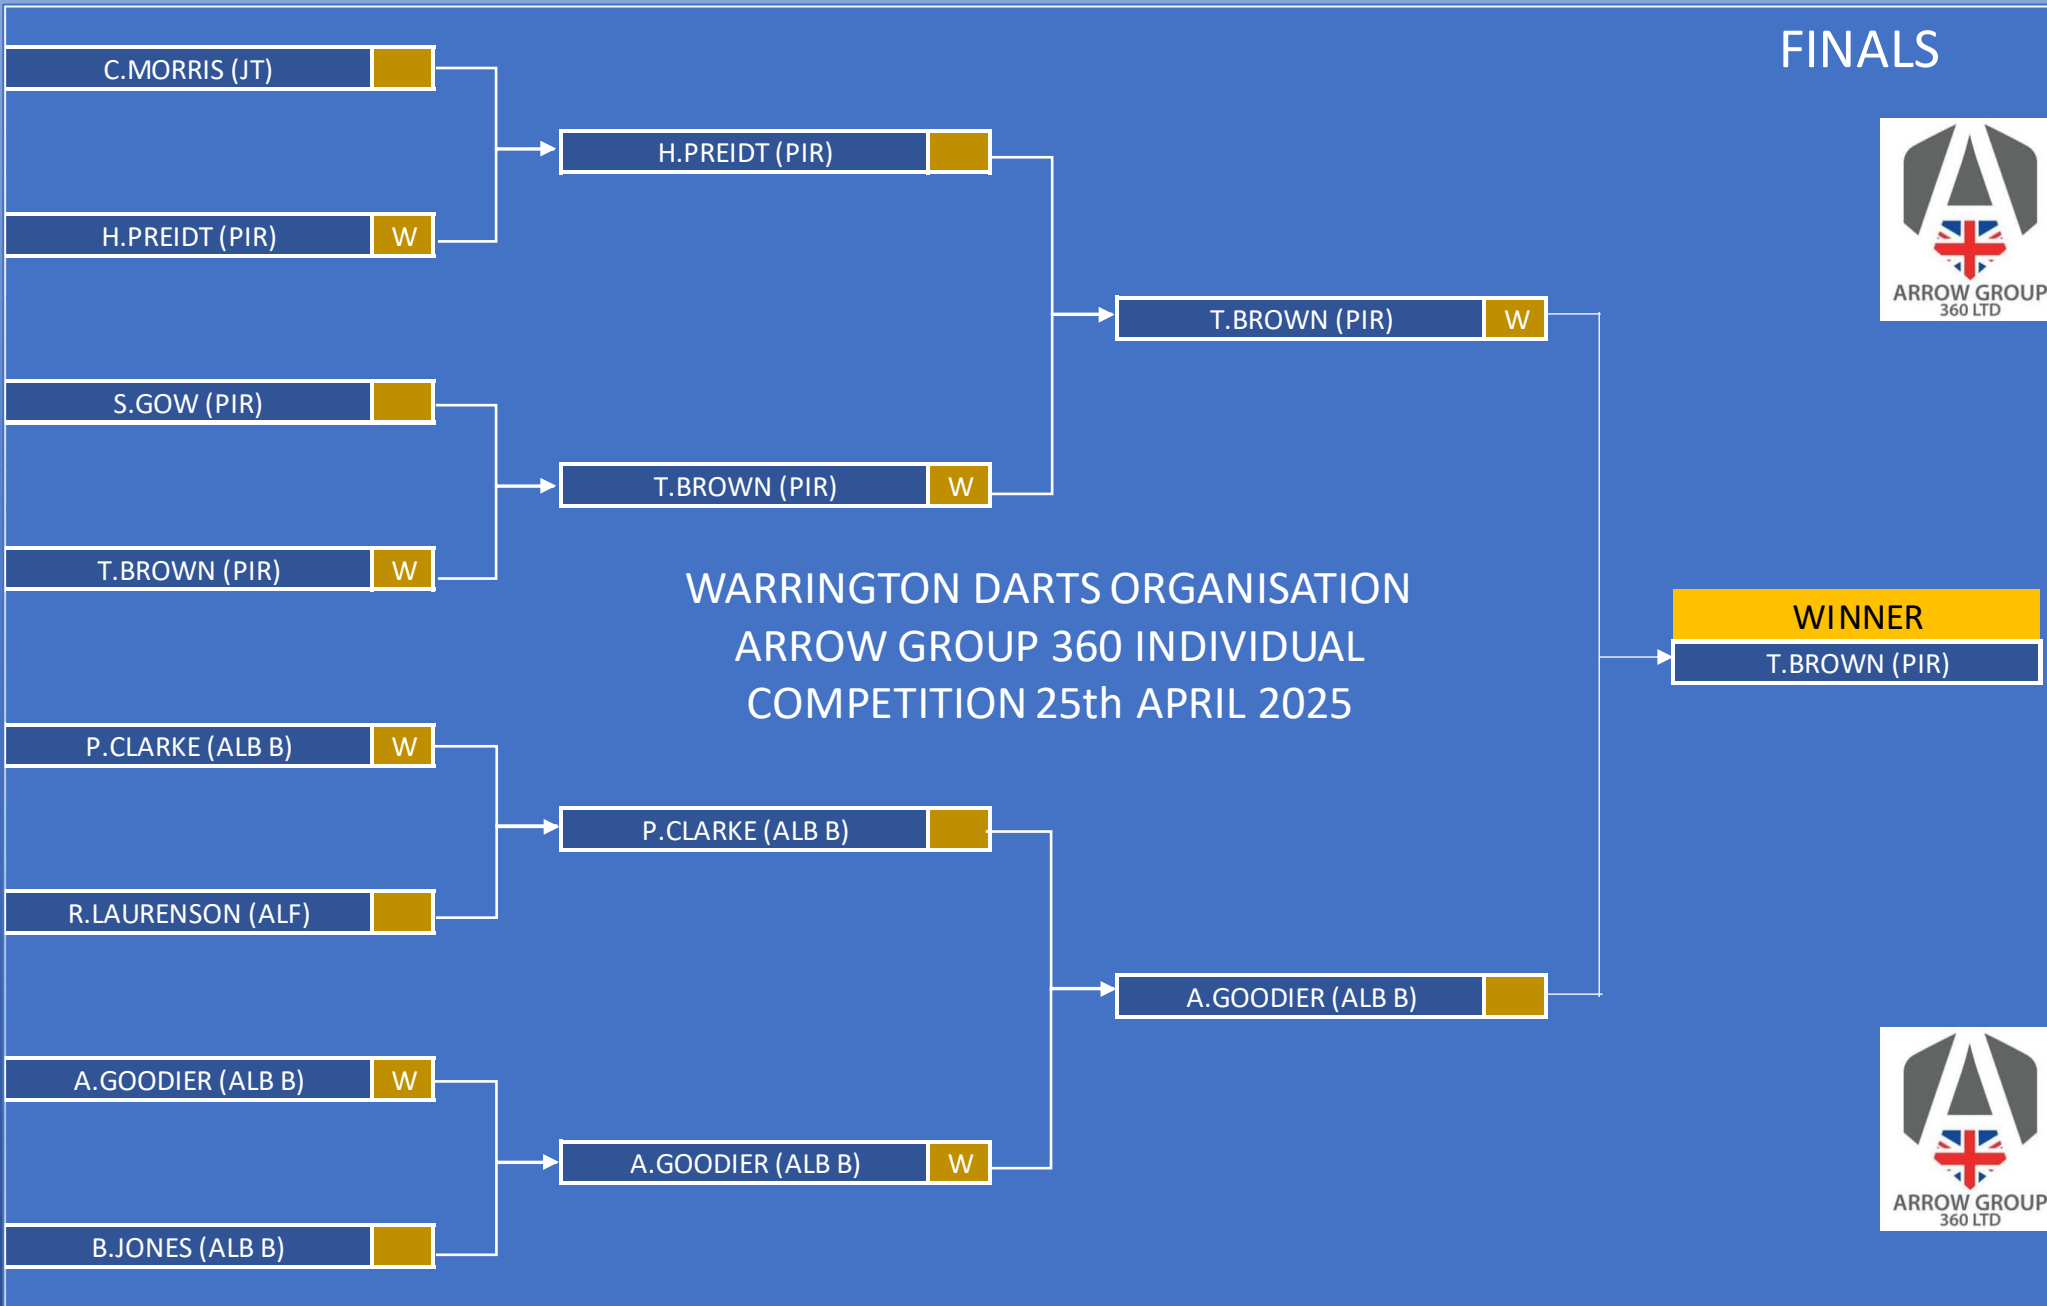 FINALS
C.MORRIS (JT)
H.PREIDT (PIR)
H.PREIDT (PIR) W
S.GOW (PIR)
T.BROWN (PIR) W
T.BROWN (PIR) W
T.BROWN (PIR) W
ARROW GROUP
360 LTD
WARRINGTON DARTS ORGANISATION
ARROW GROUP 360 INDIVIDUAL
COMPETITION 25th APRIL 2025
WINNER
T.BROWN (PIR)
P.CLARKE (ALB B) W
P.CLARKE (ALB B)
R.LAURENSON (ALF)
A.GOODIER (ALB B)
A.GOODIER (ALB B) W
A.GOODIER (ALB B) W
B.JONES (ALB B)
ARROW GROUP
360 LTD